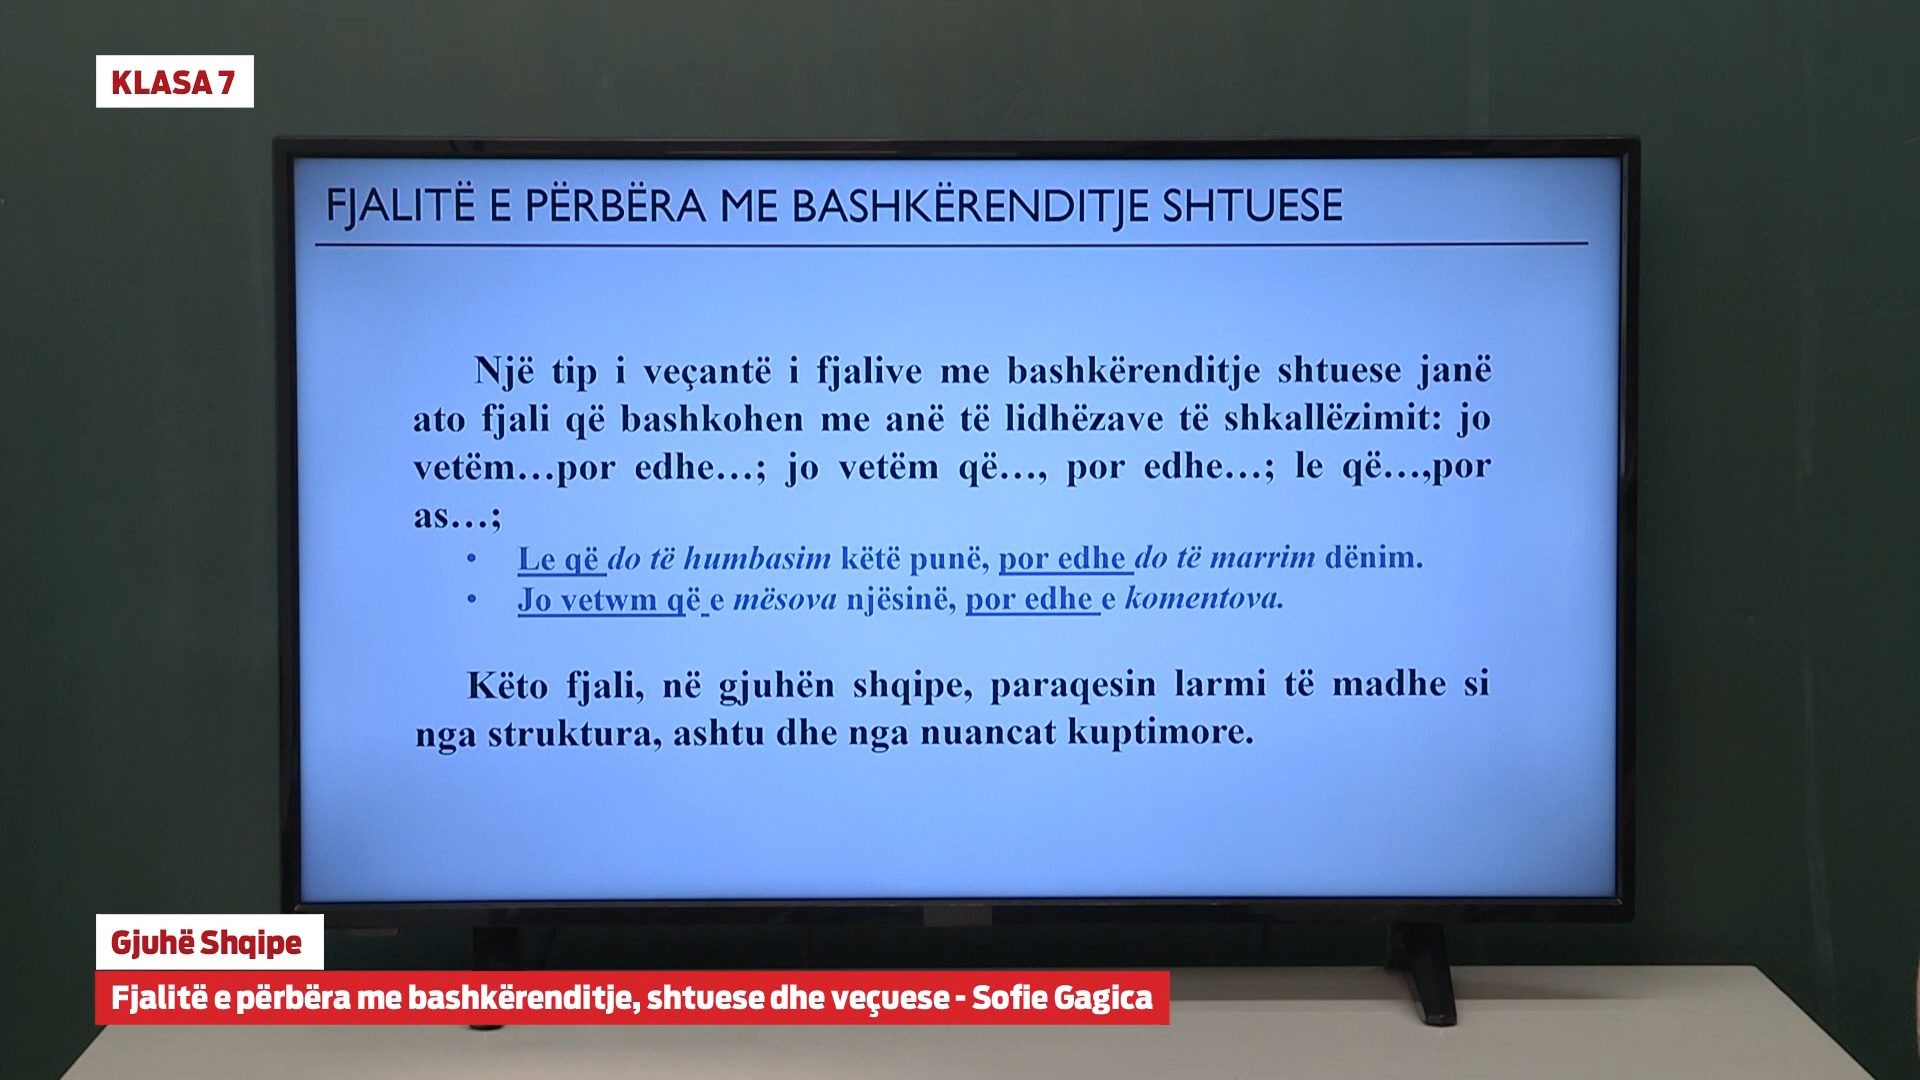 KLASA 7
FJALITË E PËRBËRA ME BASHKËRENDITJE SHTUESE
Një tip i veçantë i fjalive me bashkërenditje shtuese janë
ato fjali që bashkohen me anë të lidhëzave të shkallëzimit: jo
vetëm…por edhe…; jo vetëm që…, por edhe…; le që…,por
as…;
• Le që do të humbasim këtë punë, por edhe do të marrim dënim.
• Jo vetwm që e mësova njësinë, por edhe e komentova.
Këto fjali, në gjuhën shqipe, paraqesin larmi të madhe si
nga struktura, ashtu dhe nga nuancat kuptimore.
Gjuhë Shqipe
Fjalitë e përbëra me bashkërenditje, shtuese dhe veçuese - Sofie Gagica